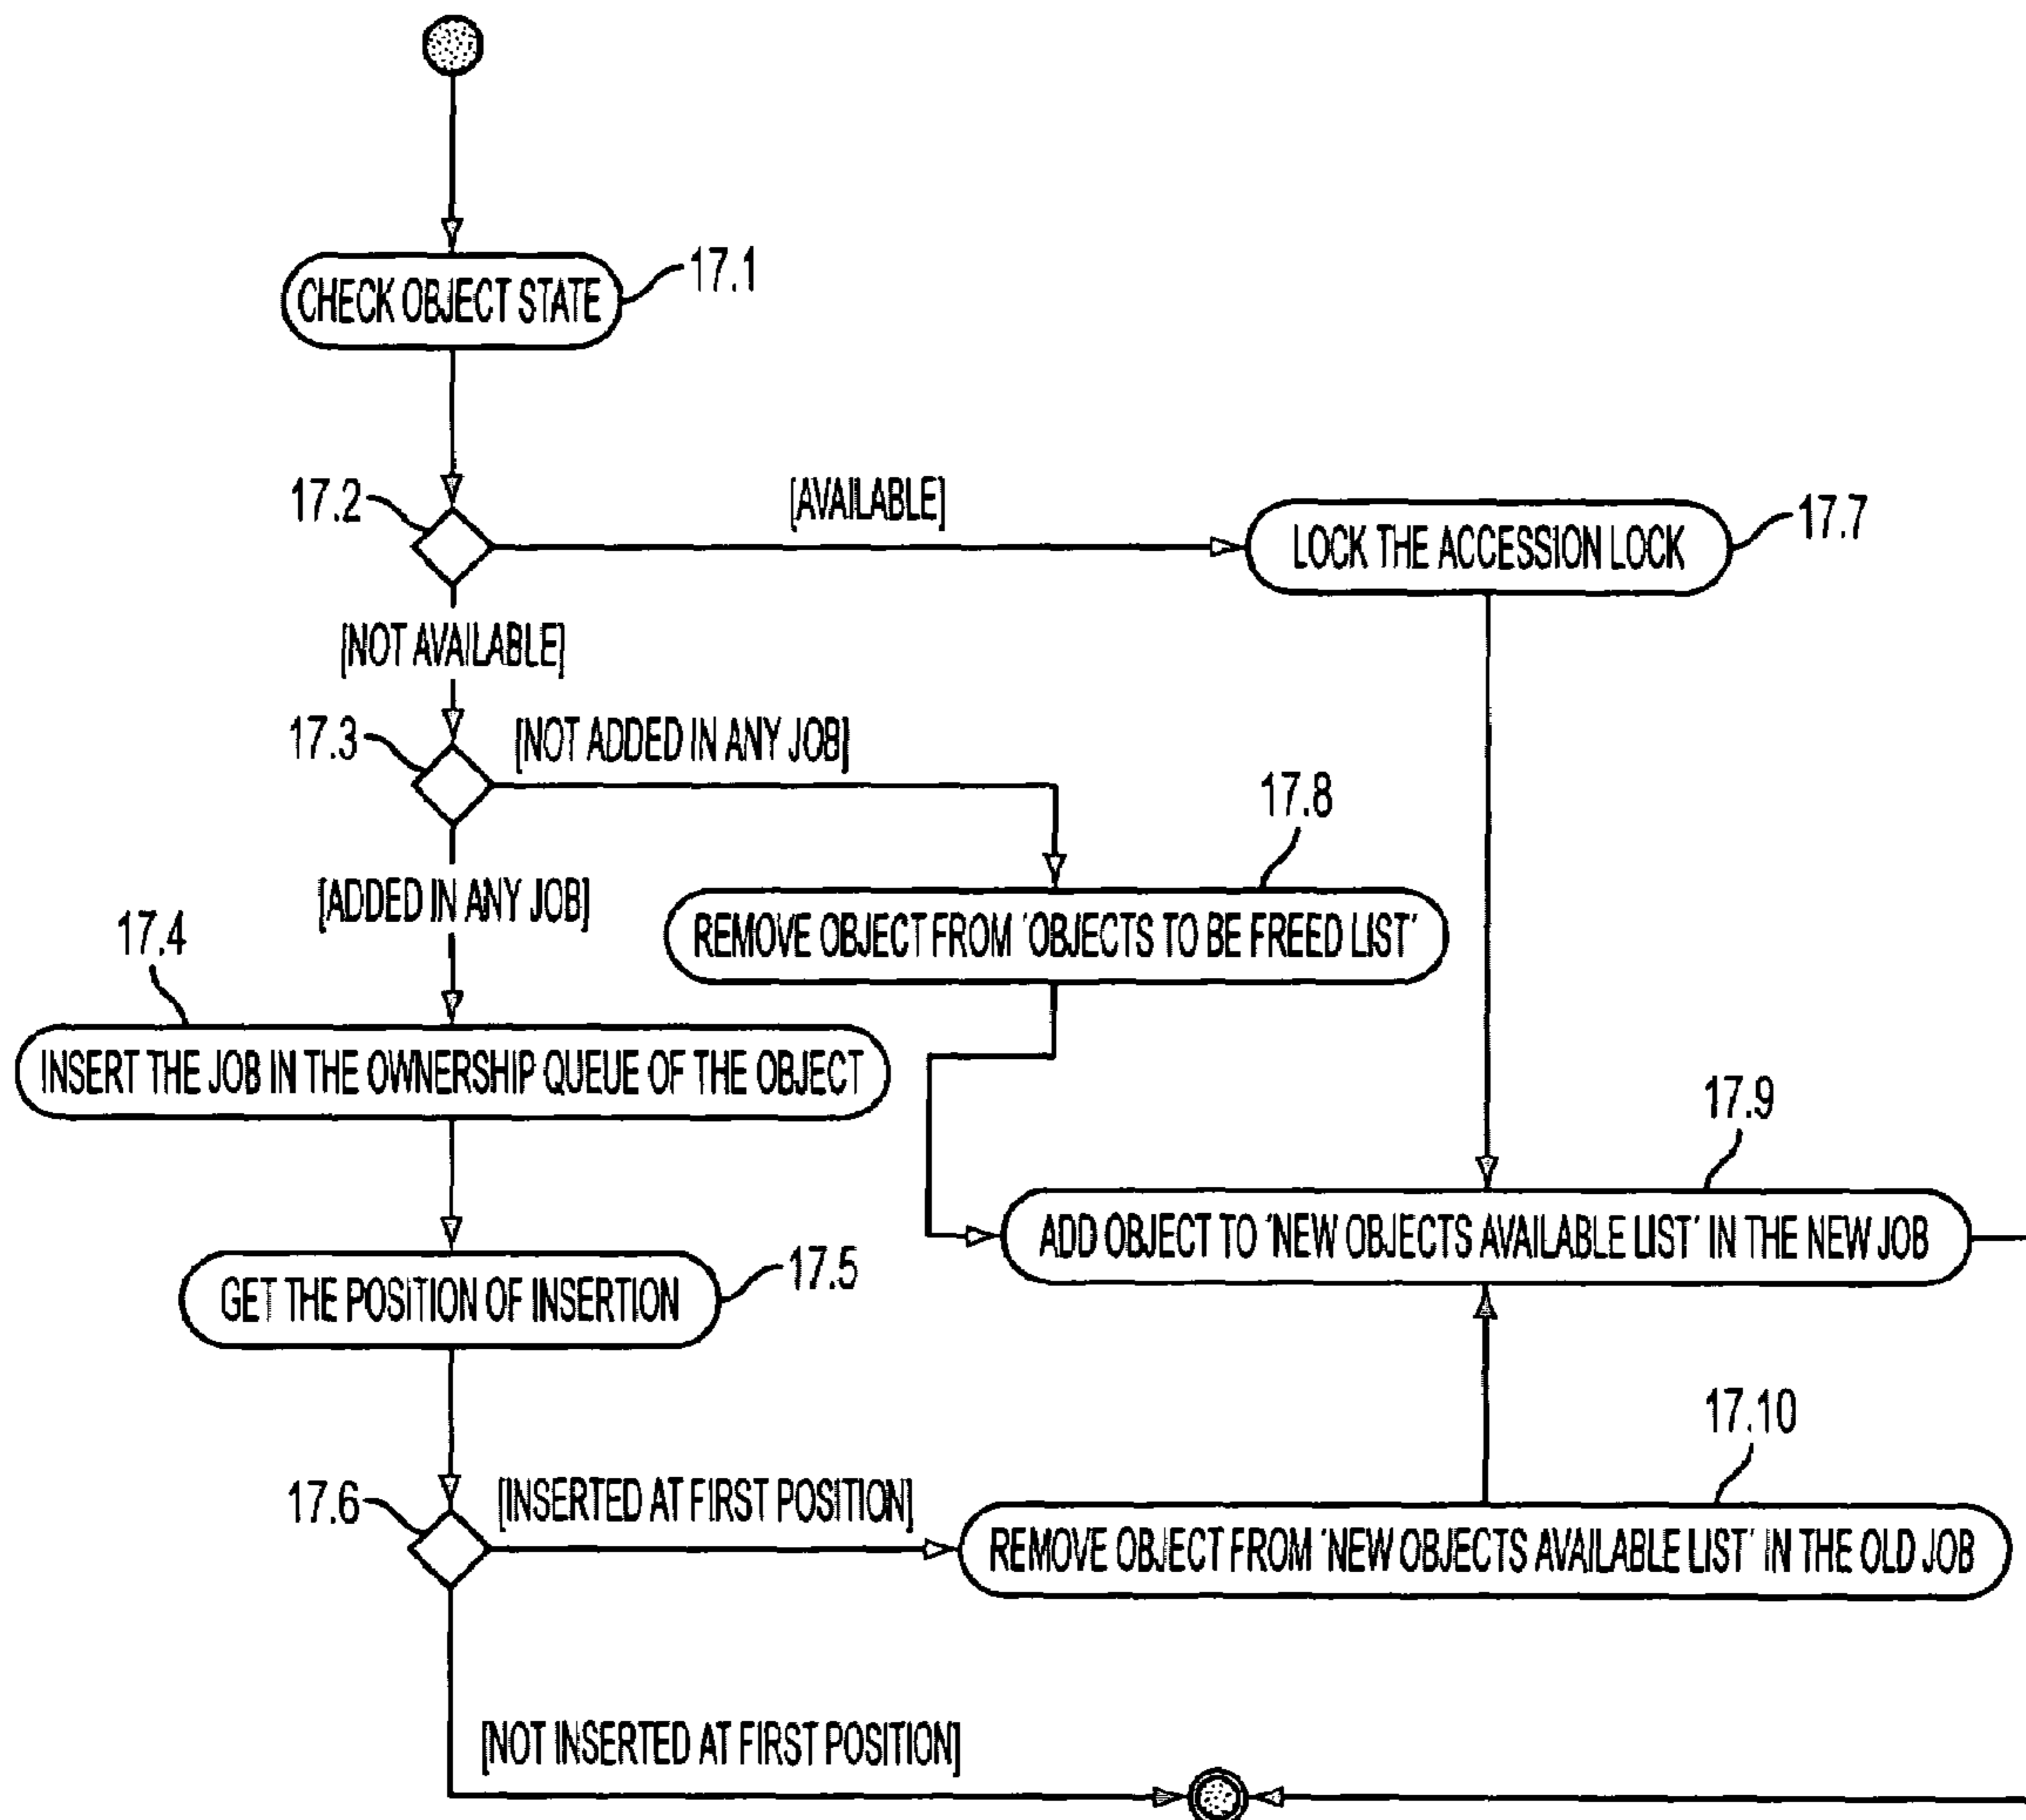 CHECK OBJECT STATE
17.1
17.2
[AVAILABLE]
LOCK THE ACCESSION LOCK
17.7
[NOT AVAILABLE]
17.3
[NOT ADDED IN ANY JOB]
17.8
[ADDED IN ANY JOB]
REMOVE OBJECT FROM 'OBJECTS TO BE FREED LIST'
17.4
INSERT THE JOB IN THE OWNERSHIP QUEUE OF THE OBJECT
17.9
ADD OBJECT TO 'NEW OBJECTS AVAILABLE LIST' IN THE NEW JOB
GET THE POSITION OF INSERTION
17.5
17.10
17.6
[INSERTED AT FIRST POSITION]
REMOVE OBJECT FROM 'NEW OBJECTS AVAILABLE LIST' IN THE OLD JOB
[NOT INSERTED AT FIRST POSITION]